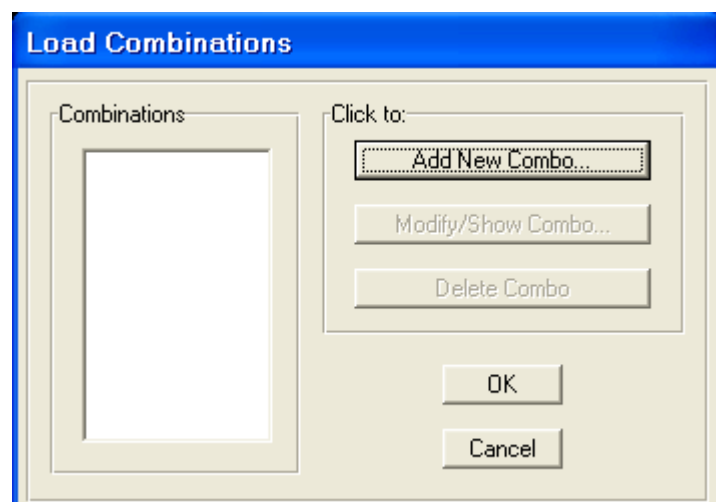 Load Combinations
Combinations
Click to:
Add New Combo...
Modify/Show Combo...
Delete Combo
OK
Cancel